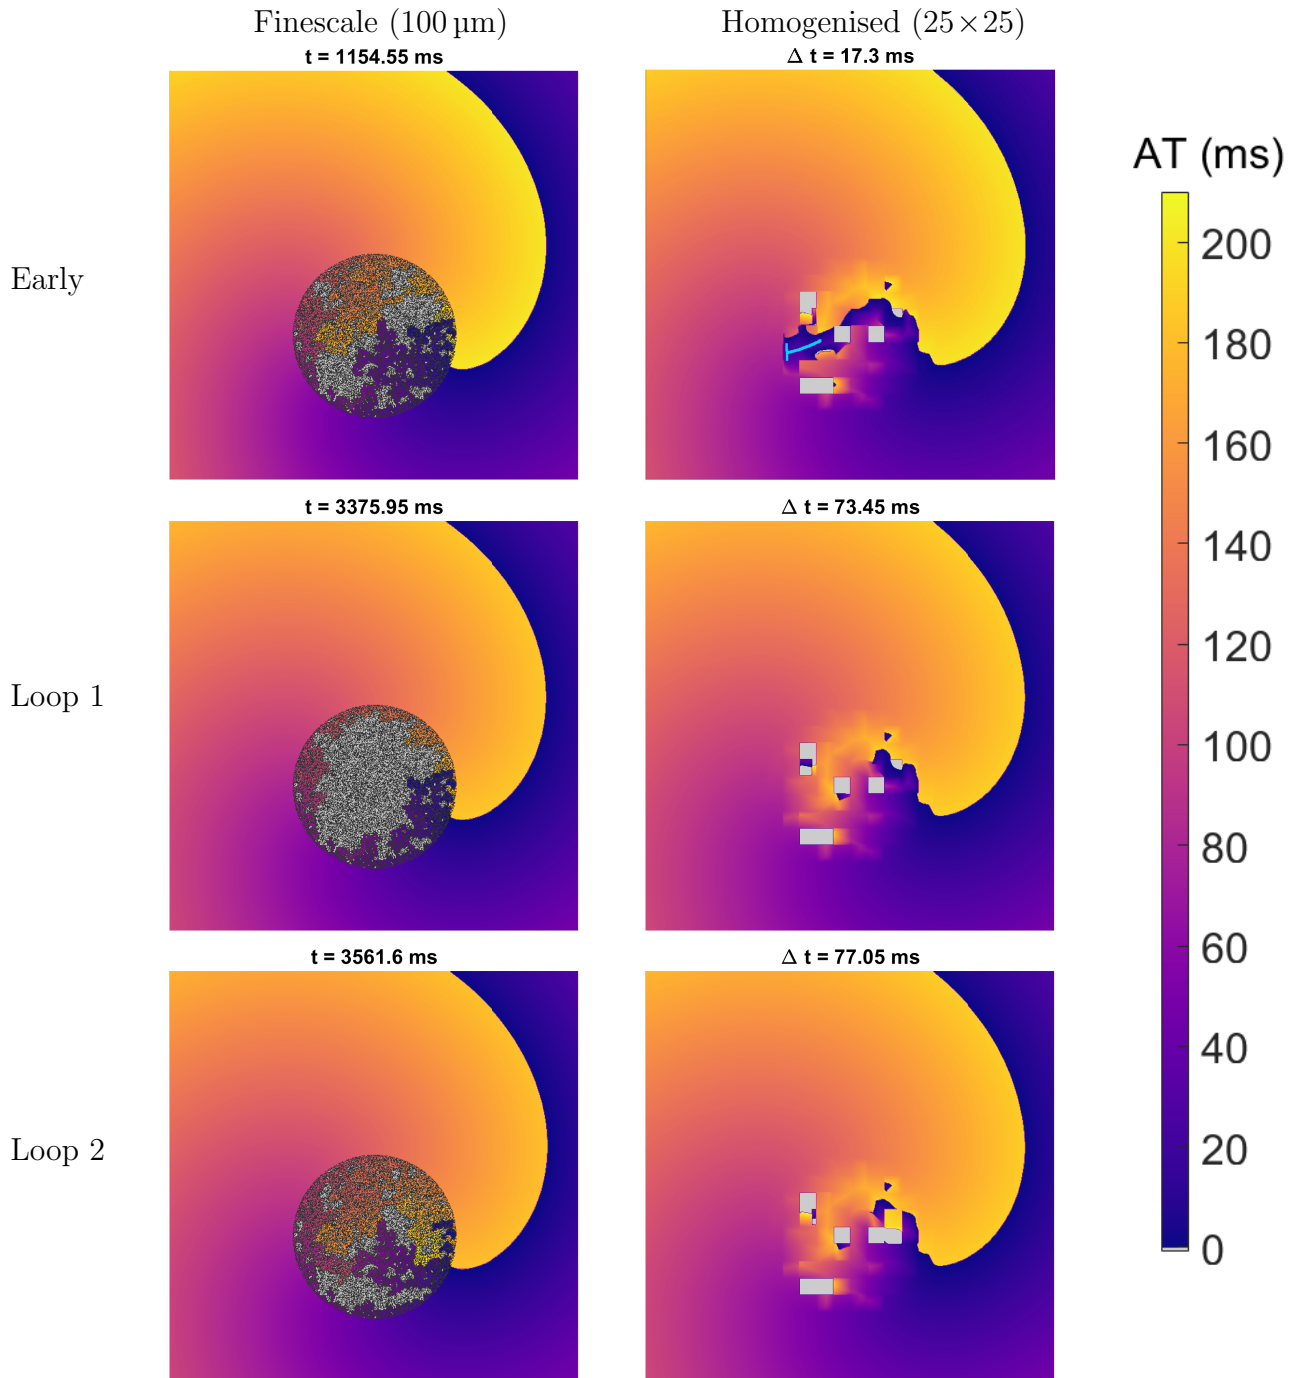 Finescale (100 µm) Homogenised (25×25)
t = 1154.55 ms Δ t = 17.3 ms
AT (ms)
Early
t = 3375.95 ms Δ t = 73.45 ms
Loop 1
t = 3561.6 ms Δ t = 77.05 ms
Loop 2
200
180
160
140
120
100
80
60
40
20
0